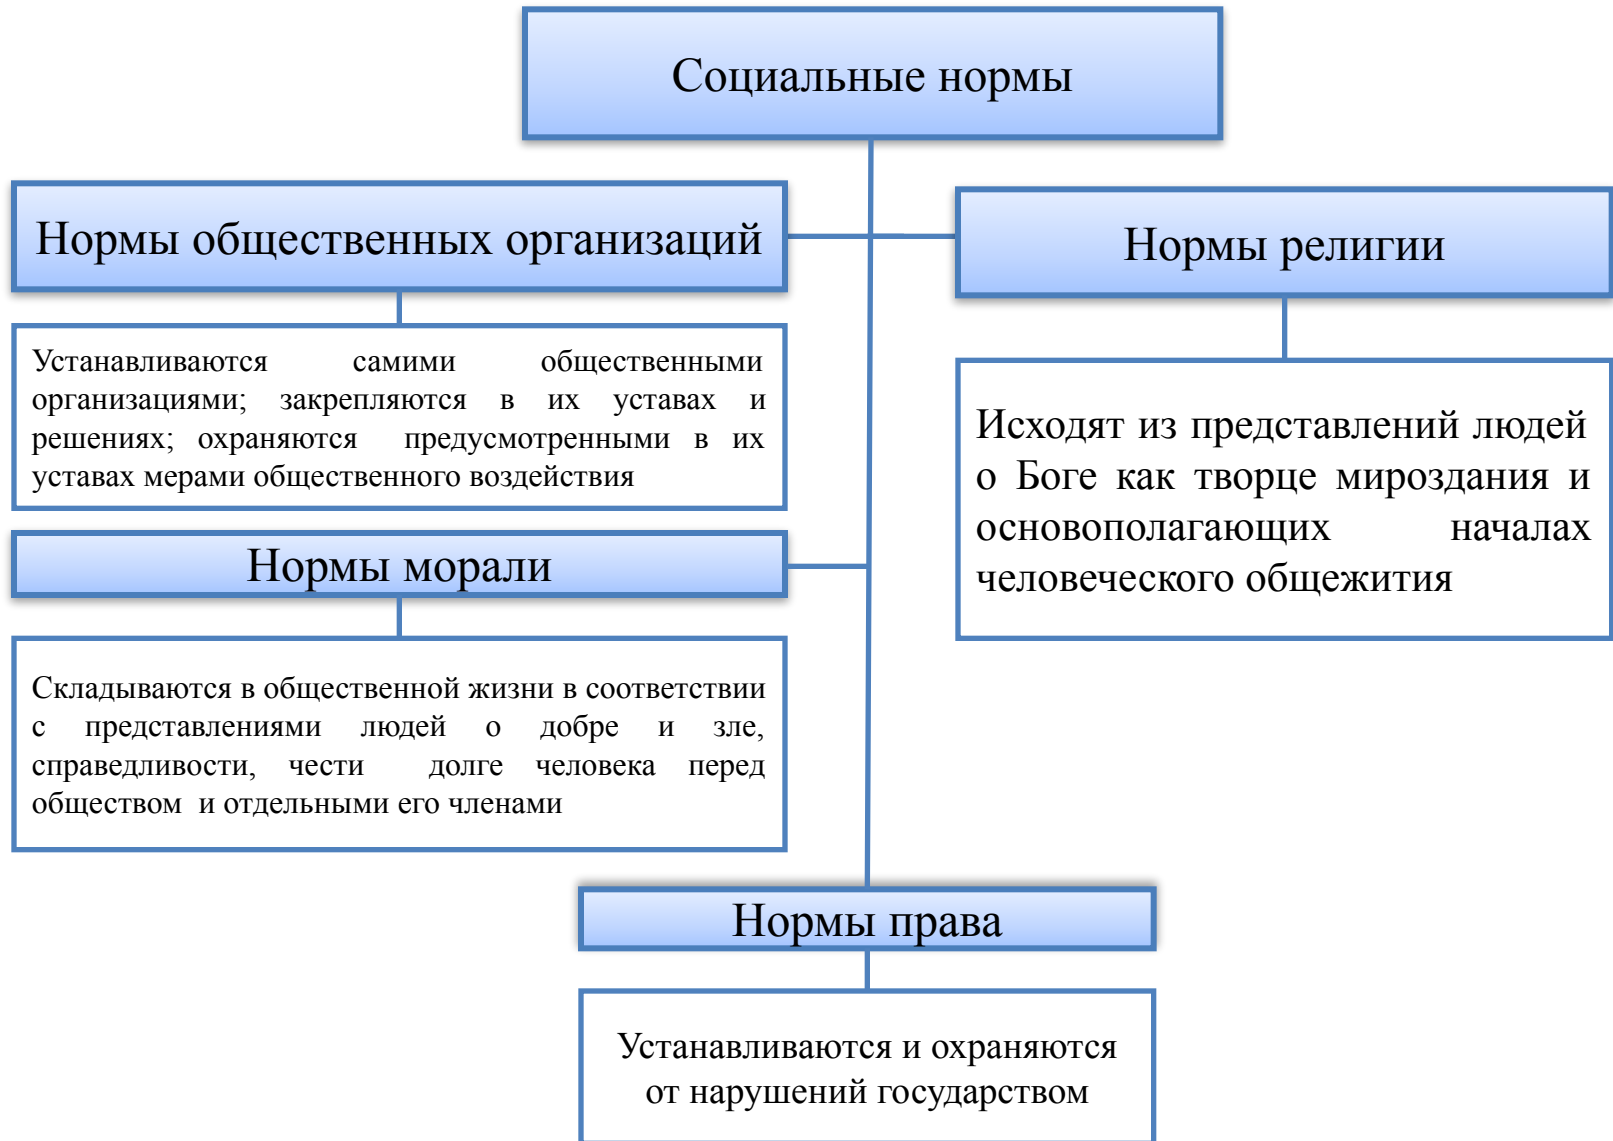 Социальные нормы
Нормы общественных организаций
Устанавливаются самими общественными
организациями; закрепляются в их уставах и
решениях; охраняются предусмотренными в их
уставах мерами общественного воздействия
Нормы религии
Исходят из представлений людей
о Боге как творце мироздания и
основополагающих началах
человеческого общежития
Нормы морали
Складываются в общественной жизни в соответствии
с представлениями людей о добре и зле,
справедливости, чести долге человека перед
обществом и отдельными его членами
Нормы права
Устанавливаются и охраняются
от нарушений государством